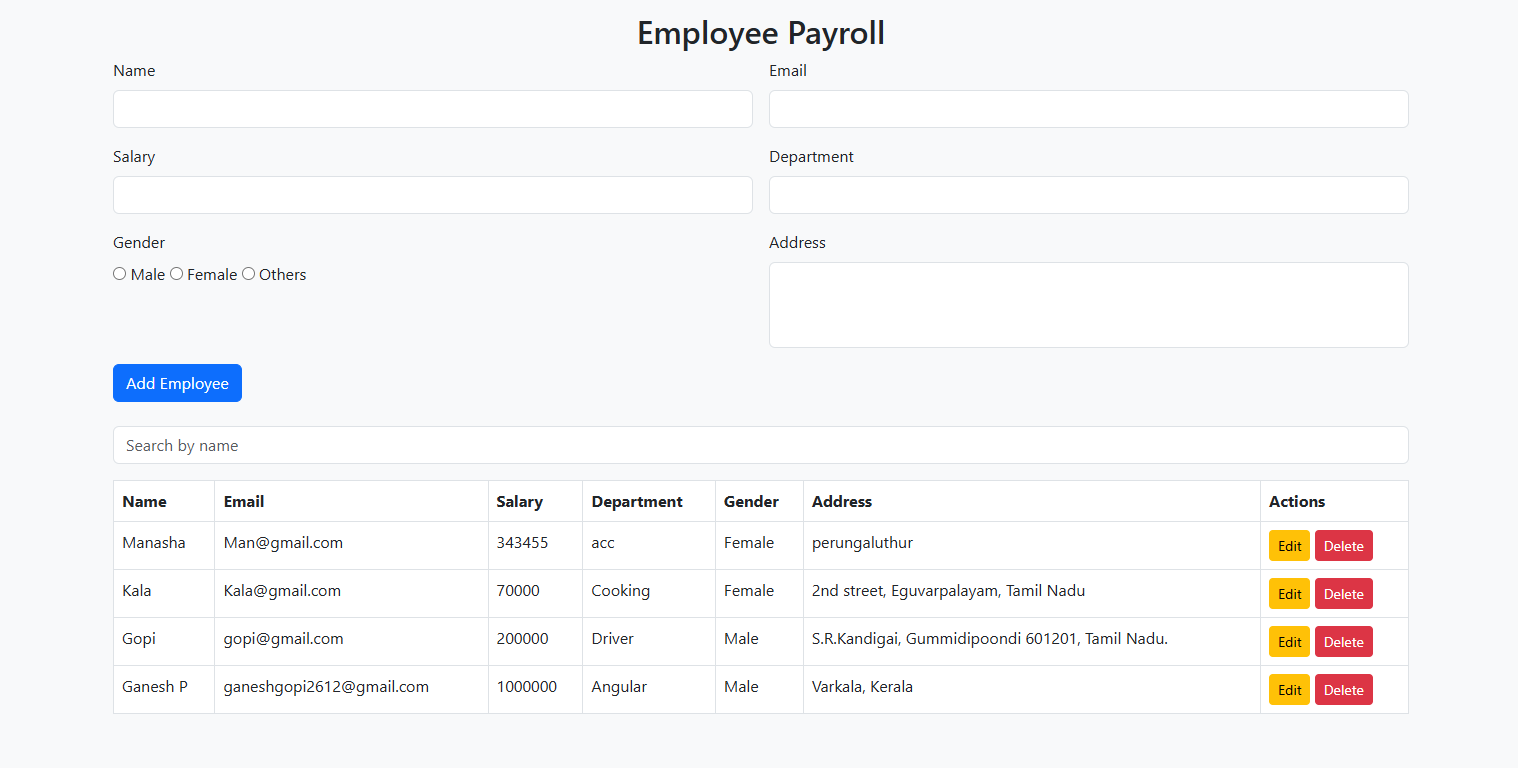 Employee Payroll
Name Email
Salary Department
Gender Address
Male Female Others
Add Employee
Search by name
Name Email Salary Department Gender Address Actions
Manasha Man@gmail.com 343455 acc Female perungaluthur Edit Delete
Kala Kala@gmail.com 70000 Cooking Female 2nd street, Eguvarpalayam, Tamil Nadu Edit Delete
Gopi gopi@gmail.com 200000 Driver Male S.R.Kandigai, Gummidipoondi 601201, Tamil Nadu. Edit Delete
Ganesh P ganeshgopi2612@gmail.com 1000000 Angular Male Varkala, Kerala Edit Delete